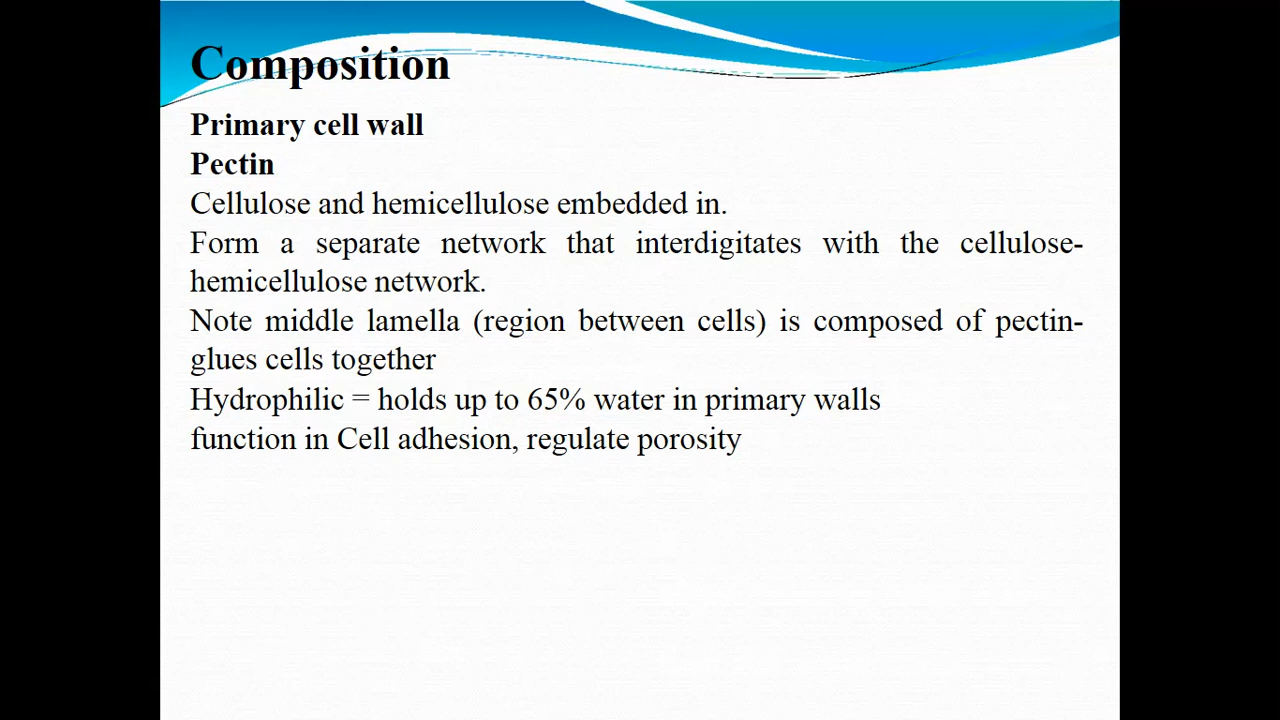 Composition
Primary cell wall
Pectin
Cellulose and hemicellulose embedded in.
Form a separate network that interdigitates with the cellulose-
hemicellulose network.
Note middle lamella (region between cells) is composed of pectin-
glues cells together
Hydrophilic = holds up to 65% water in primary walls
function in Cell adhesion, regulate porosity